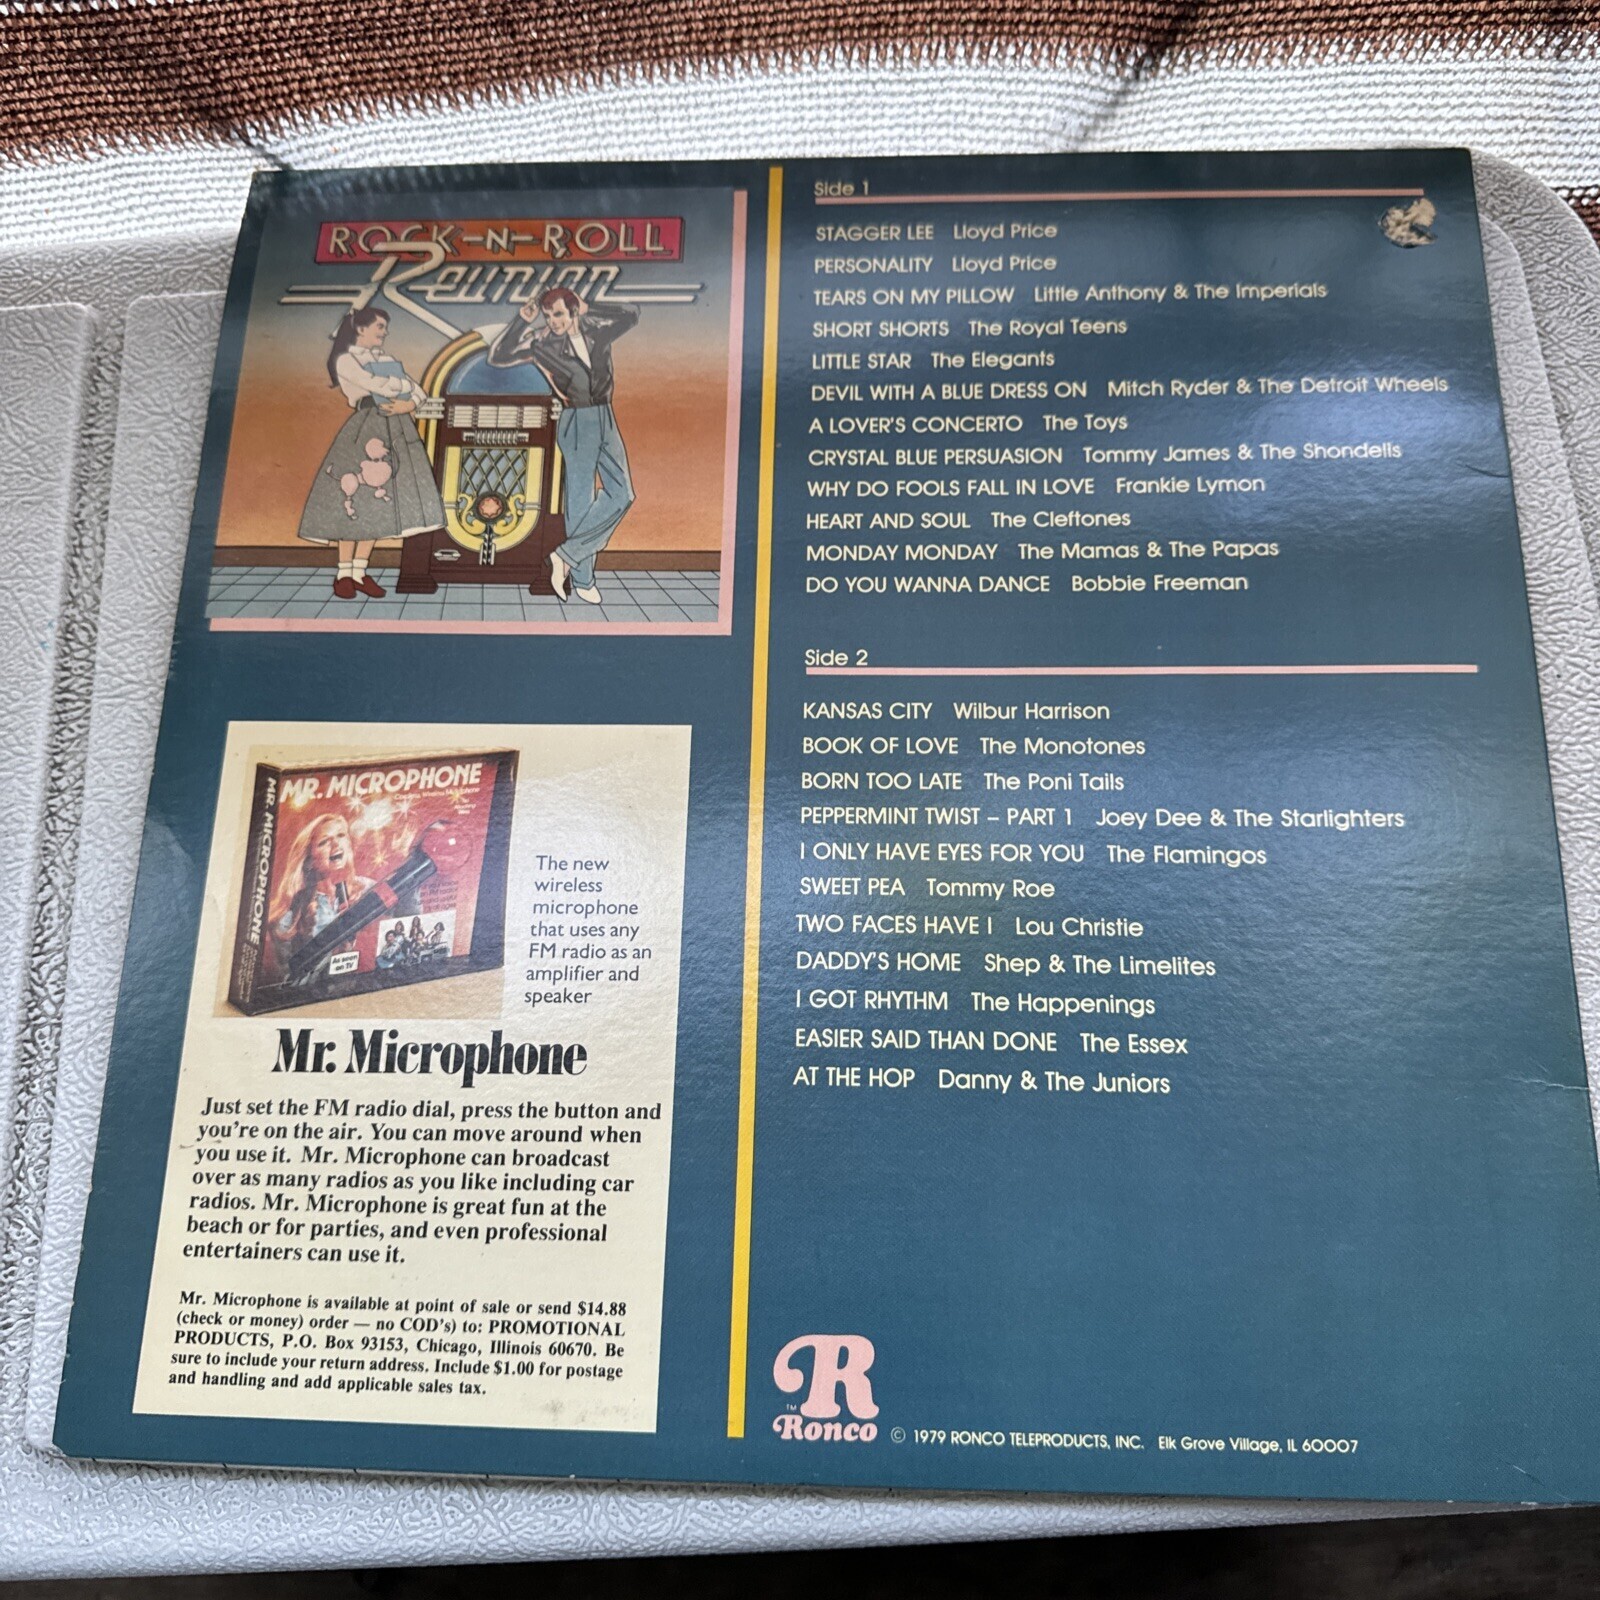 ROCK-N-ROLL
Reunion
Side 1
STAGGER LEE Lloyd Price
PERSONALITY Lloyd Price
TEARS ON MY PILLOW Little Anthony & The Imperials
SHORT SHORTS The Royal Teens
LITTLE STAR The Elegants
DEVIL WITH A BLUE DRESS ON Mitch Ryder & The Detroit Wheels
A LOVER'S CONCERTO The Toys
CRYSTAL BLUE PERSUASION Tommy James & The Shondells
WHY DO FOOLS FALL IN LOVE Frankie Lymon
HEART AND SOUL The Cleftones
MONDAY MONDAY The Mamas & The Papas
DO YOU WANNA DANCE Bobbie Freeman
Side 2
KANSAS CITY Wilbur Harrison
BOOK OF LOVE The Monotones
BORN TOO LATE The Poni Tails
PEPPERMINT TWIST – PART 1 Joey Dee & The Starlighters
I ONLY HAVE EYES FOR YOU The Flamingos
SWEET PEA Tommy Roe
TWO FACES HAVE I Lou Christie
DADDY'S HOME Shep & The Limelites
I GOT RHYTHM The Happenings
EASIER SAID THAN DONE The Essex
AT THE HOP Danny & The Juniors
MR. MICROPHONE
MR. MICROPHONE
As seen
on TV
The new
wireless
microphone
that uses any
FM radio as an
amplifier and
speaker
Mr. Microphone
Just set the FM radio dial, press the button and
you're on the air. You can move around when
you use it. Mr. Microphone can broadcast
over as many radios as you like including car
radios. Mr. Microphone is great fun at the
beach or for parties, and even professional
entertainers can use it.
Mr. Microphone is available at point of sale or send $14.88
(check or money) order — no COD's) to: PROMOTIONAL
PRODUCTS, P.O. Box 93153, Chicago, Illinois 60670. Be
sure to include your return address. Include $1.00 for postage
and handling and add applicable sales tax.
R
TM
Ronco
© 1979 RONCO TELEPRODUCTS, INC. Elk Grove Village, IL 60007